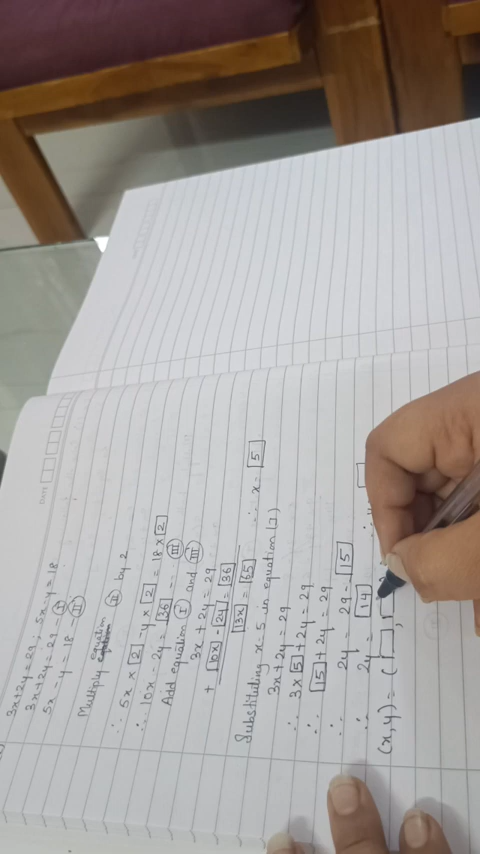 DATE
3x+2y=29; 5x-y=18
3x+2y=29 - Ⓘ
5x-y=18 - Ⓘ̲Ⓘ
Multiply equation Ⓘ̲Ⓘ by 2
∴ 5x × [2] - y × [2] = 18 × [2]
∴ 10x - 2y = [36] --- (III)
Add equation (I) and (III)
3x + 2y = 29
+ [10x] - [2y] = [36]
[13x] = [65] ∴ x = [5]
Substituting x = 5 in equation (I)
3x + 2y = 29
∴ 3 × [5] + 2y = 29
∴ [15] + 2y = 29
∴ 2y = 29 - [15]
∴ 2y = [14] ∴
(x, y) = ( [ ], [ ]